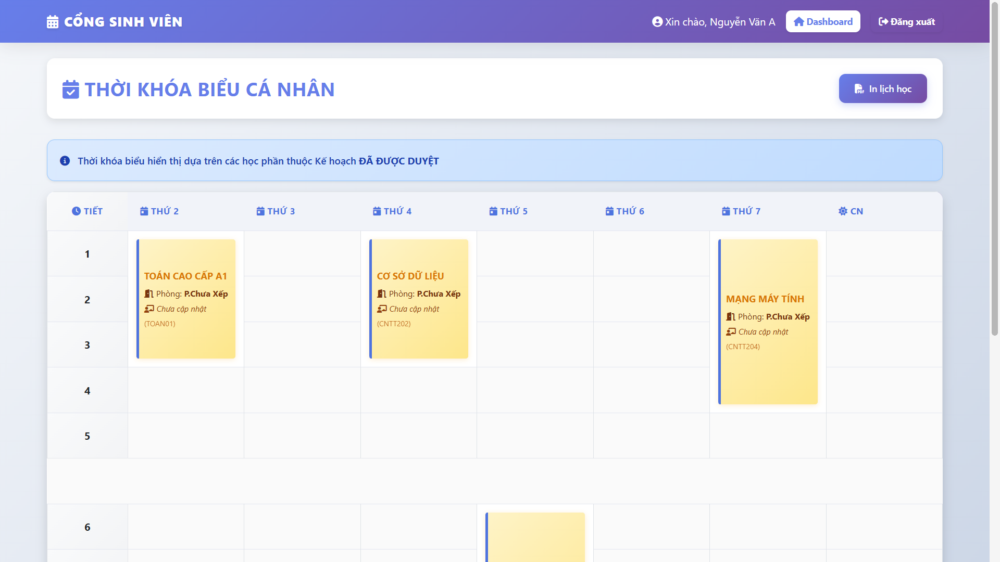 CỔNG SINH VIÊN
Xin chào, Nguyễn Văn A
Dashboard
Đăng xuất
THỜI KHÓA BIỂU CÁ NHÂN
In lịch học
Thời khóa biểu hiển thị dựa trên các học phần thuộc Kế hoạch ĐÃ ĐƯỢC DUYỆT
TIẾT
THỨ 2
THỨ 3
THỨ 4
THỨ 5
THỨ 6
THỨ 7
CN
1
2
3
4
5
6
TOÁN CAO CẤP A1
Phòng: P.Chưa Xếp
Chưa cập nhật
(TOAN01)
CƠ SỞ DỮ LIỆU
Phòng: P.Chưa Xếp
Chưa cập nhật
(CNTT202)
MẠNG MÁY TÍNH
Phòng: P.Chưa Xếp
Chưa cập nhật
(CNTT204)